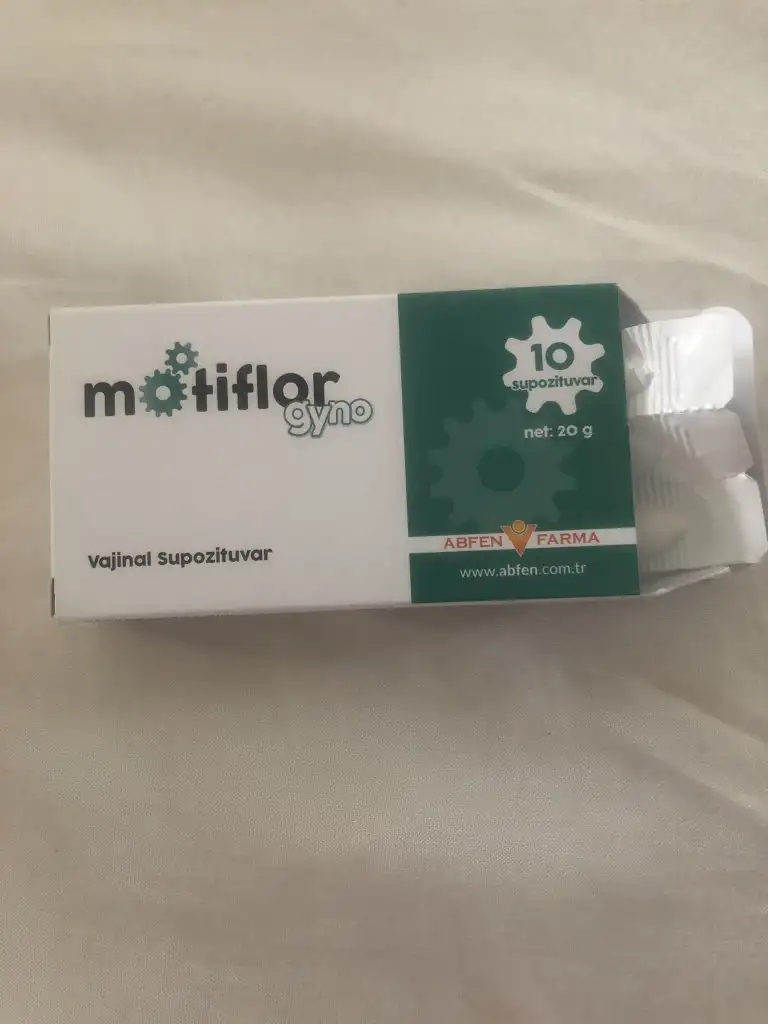 motiflor
gyno
Vajinal Supozituvar
10
supozituvar
net: 20 g
ABFEN FARMA
www.abfen.com.tr